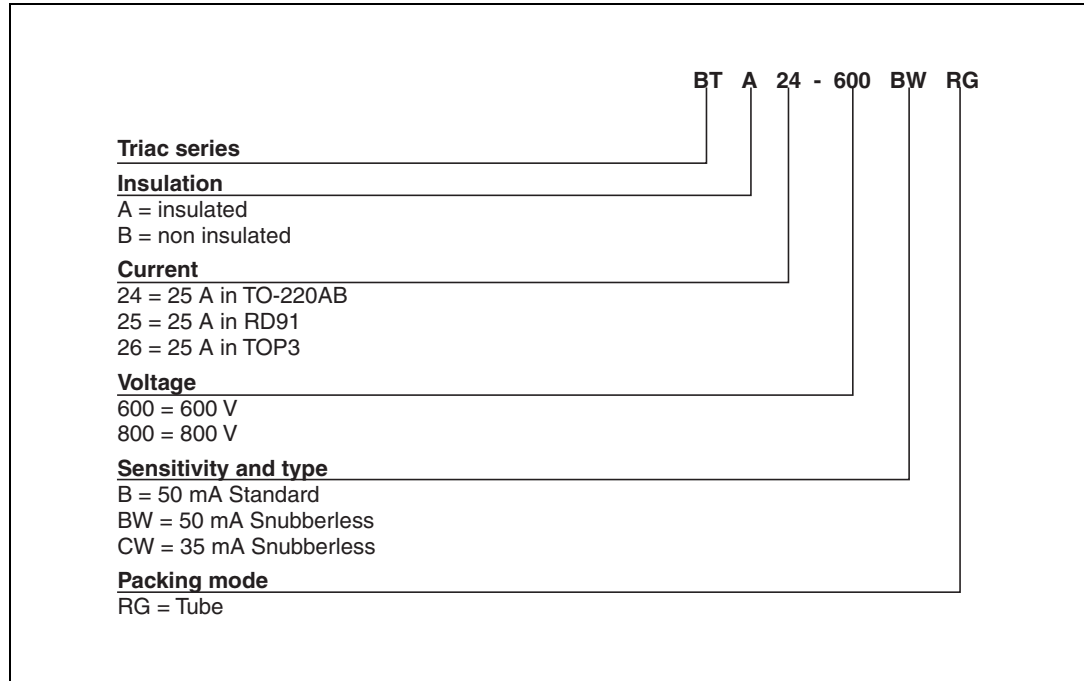 BT A 24 - 600 BW RG
Triac series
Insulation
A = insulated
B = non insulated
Current
24 = 25 A in TO-220AB
25 = 25 A in RD91
26 = 25 A in TOP3
Voltage
600 = 600 V
800 = 800 V
Sensitivity and type
B = 50 mA Standard
BW = 50 mA Snubberless
CW = 35 mA Snubberless
Packing mode
RG = Tube